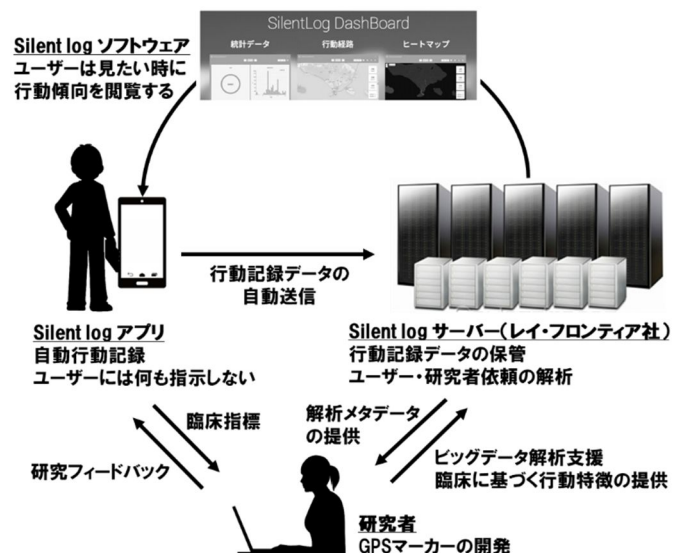 SilentLog DashBoard
統計データ
行動経路
ヒートマップ
Silent log ソフトウェア
ユーザーは見たい時に
行動傾向を閲覧する
行動記録データの
自動送信
Silent log アプリ
自動行動記録
ユーザーには何も指示しない
Silent log サーバー（レイ・フロンティア社）
行動記録データの保管
ユーザー・研究者依頼の解析
臨床指標
研究フィードバック
解析メタデータ
の提供
ビッグデータ解析支援
臨床に基づく行動特徴の提供
研究者
GPSマーカーの開発